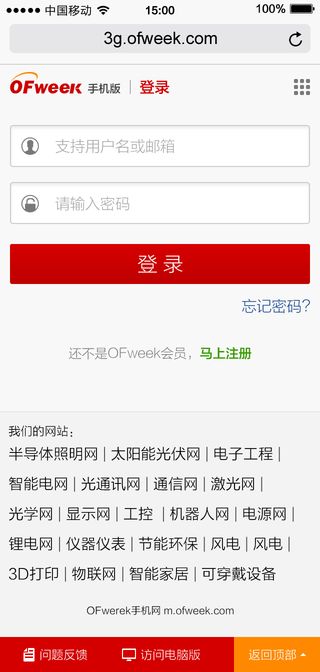 中国移动 15:00 100%
3g.ofweek.com
OFweek 手机版 | 登录
支持用户名或邮箱
请输入密码
登录
忘记密码?
还不是OFweek会员，马上注册
我们的网站：
半导体照明网 | 太阳能光伏网 | 电子工程 |
智能电网 | 光通讯网 | 通信网 | 激光网 |
光学网 | 显示网 | 工控 | 机器人网 | 电源网 |
锂电网 | 仪器仪表 | 节能环保 | 风电 | 风电 |
3D打印 | 物联网 | 智能家居 | 可穿戴设备
OFwerek手机网 m.ofweek.com
问题反馈 访问电脑版 返回顶部